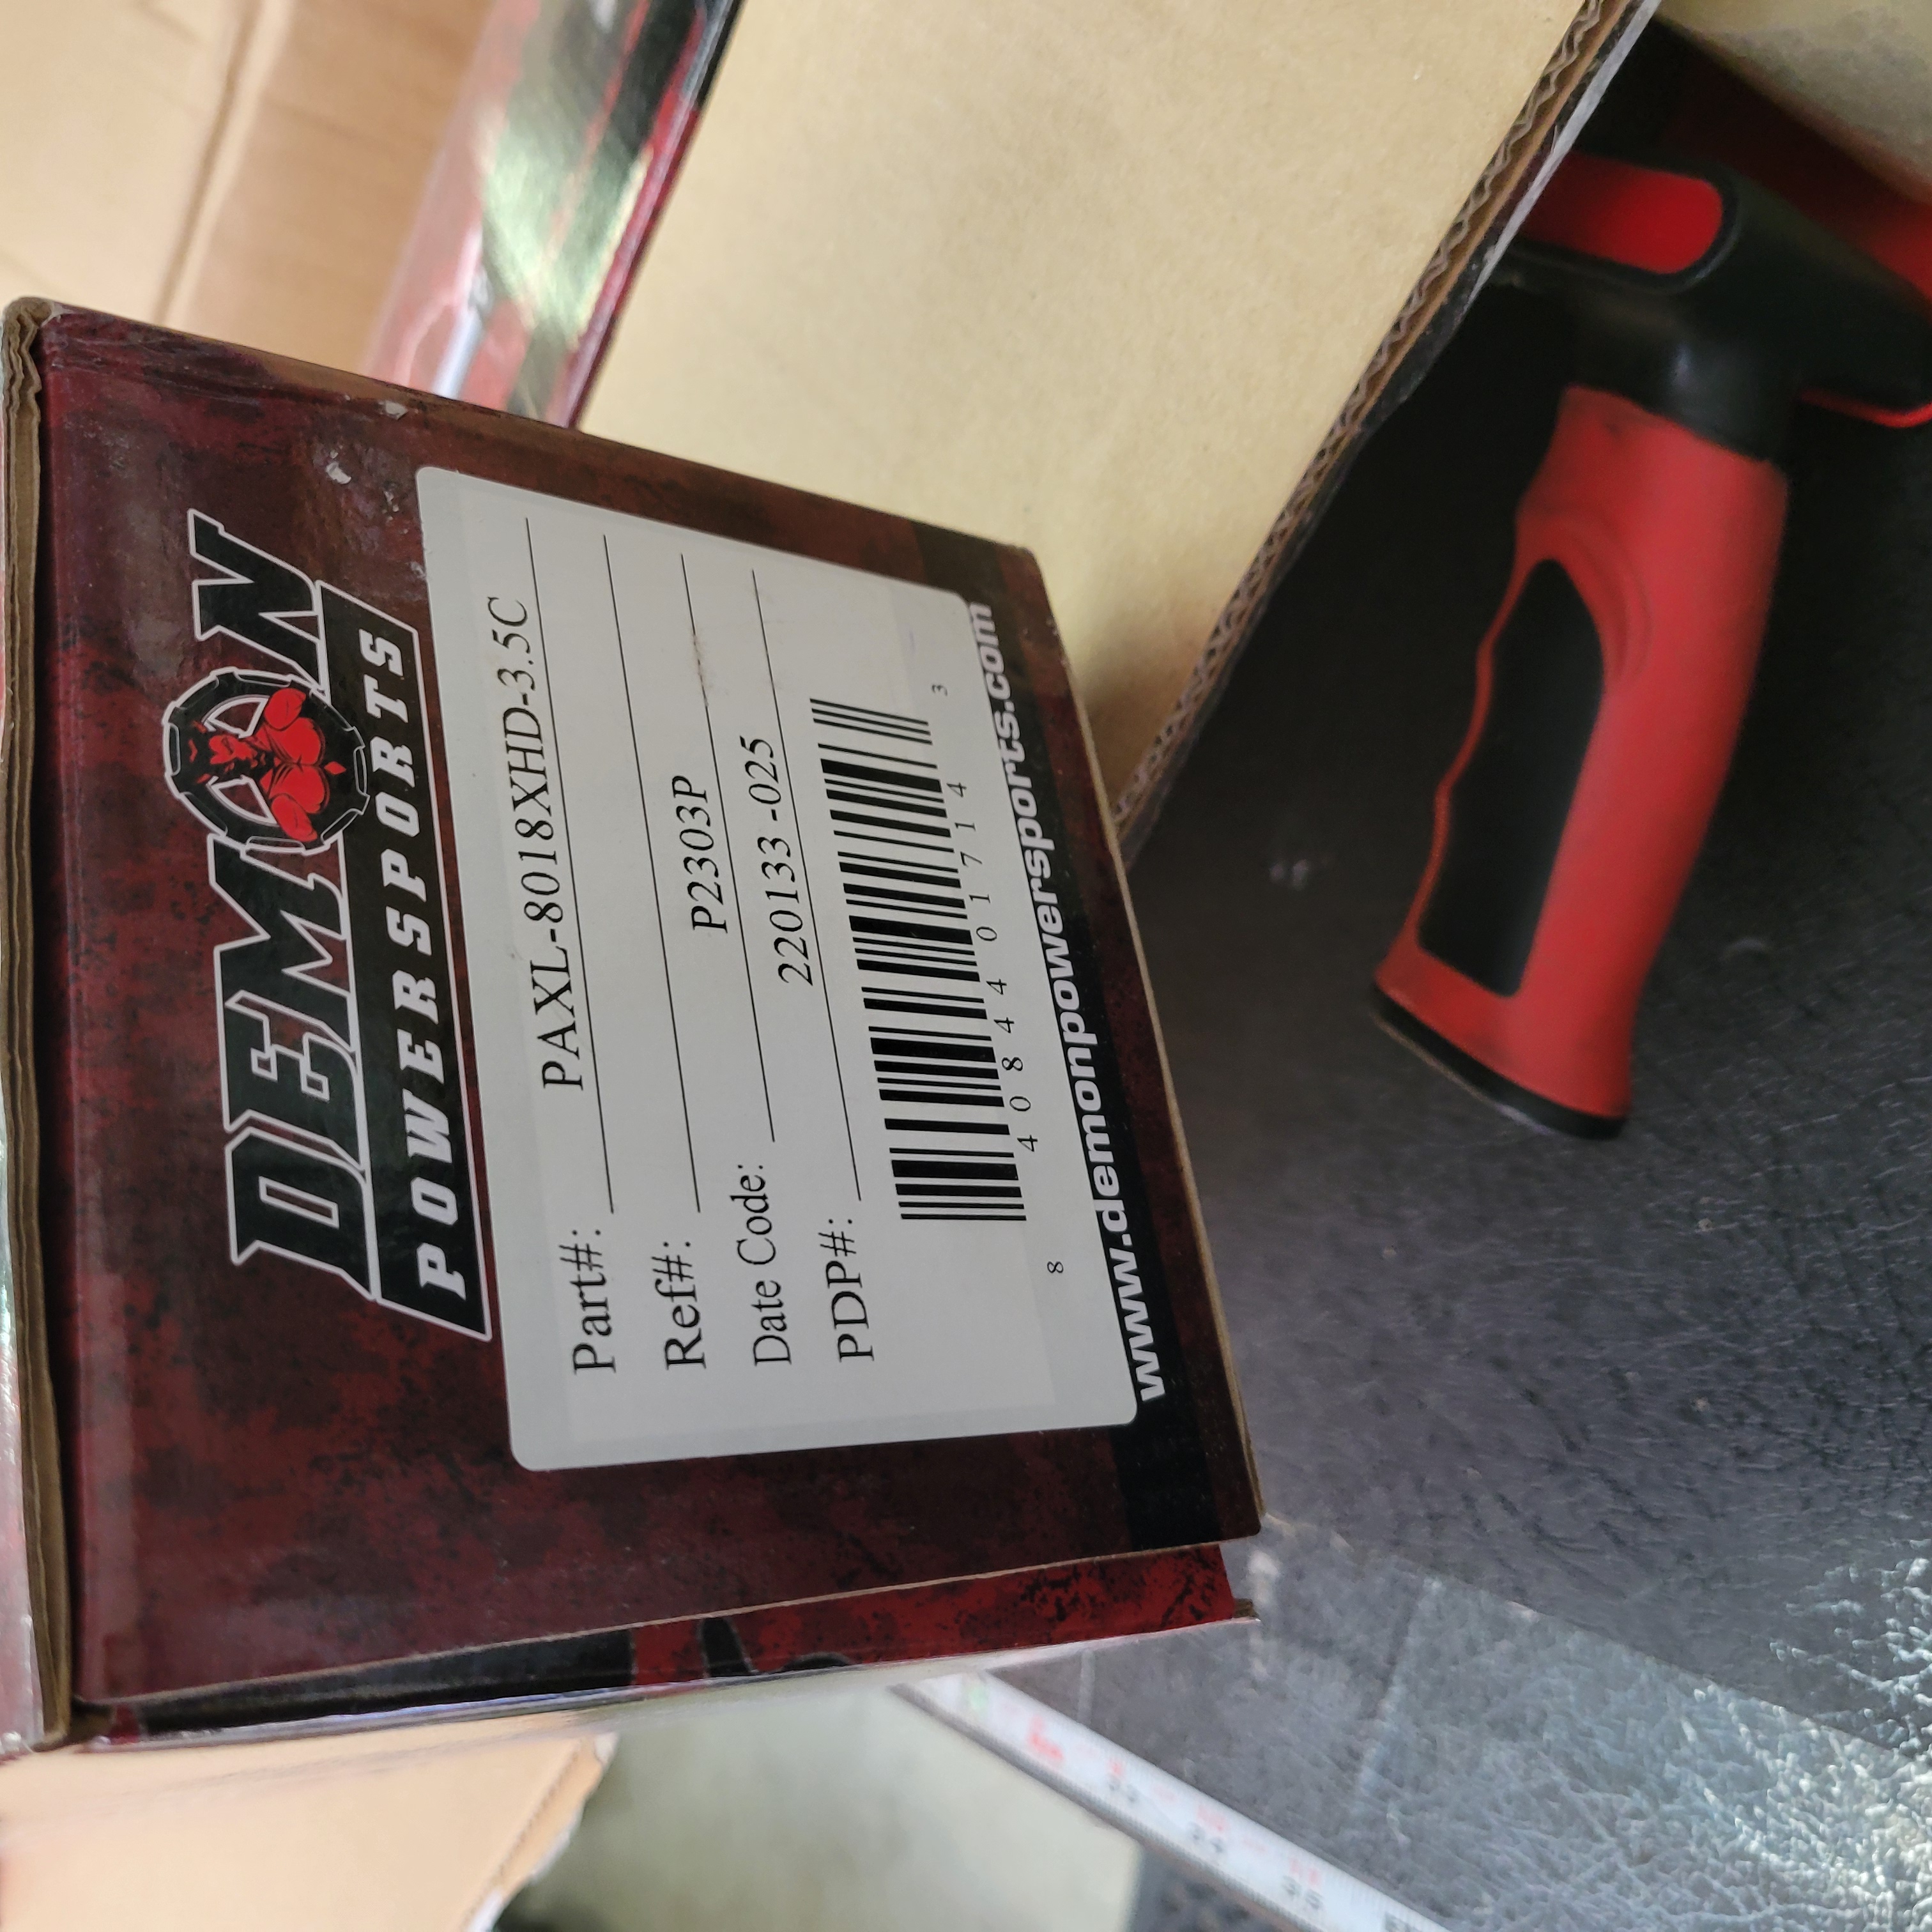 DEMON
POWERSPORTS
Part#: PAXL-8018XHD-3.5C
Ref#:
Date Code: P2303P
PDP#: 220133 -025
8 40844 01714 3
www.demonpowersports.com